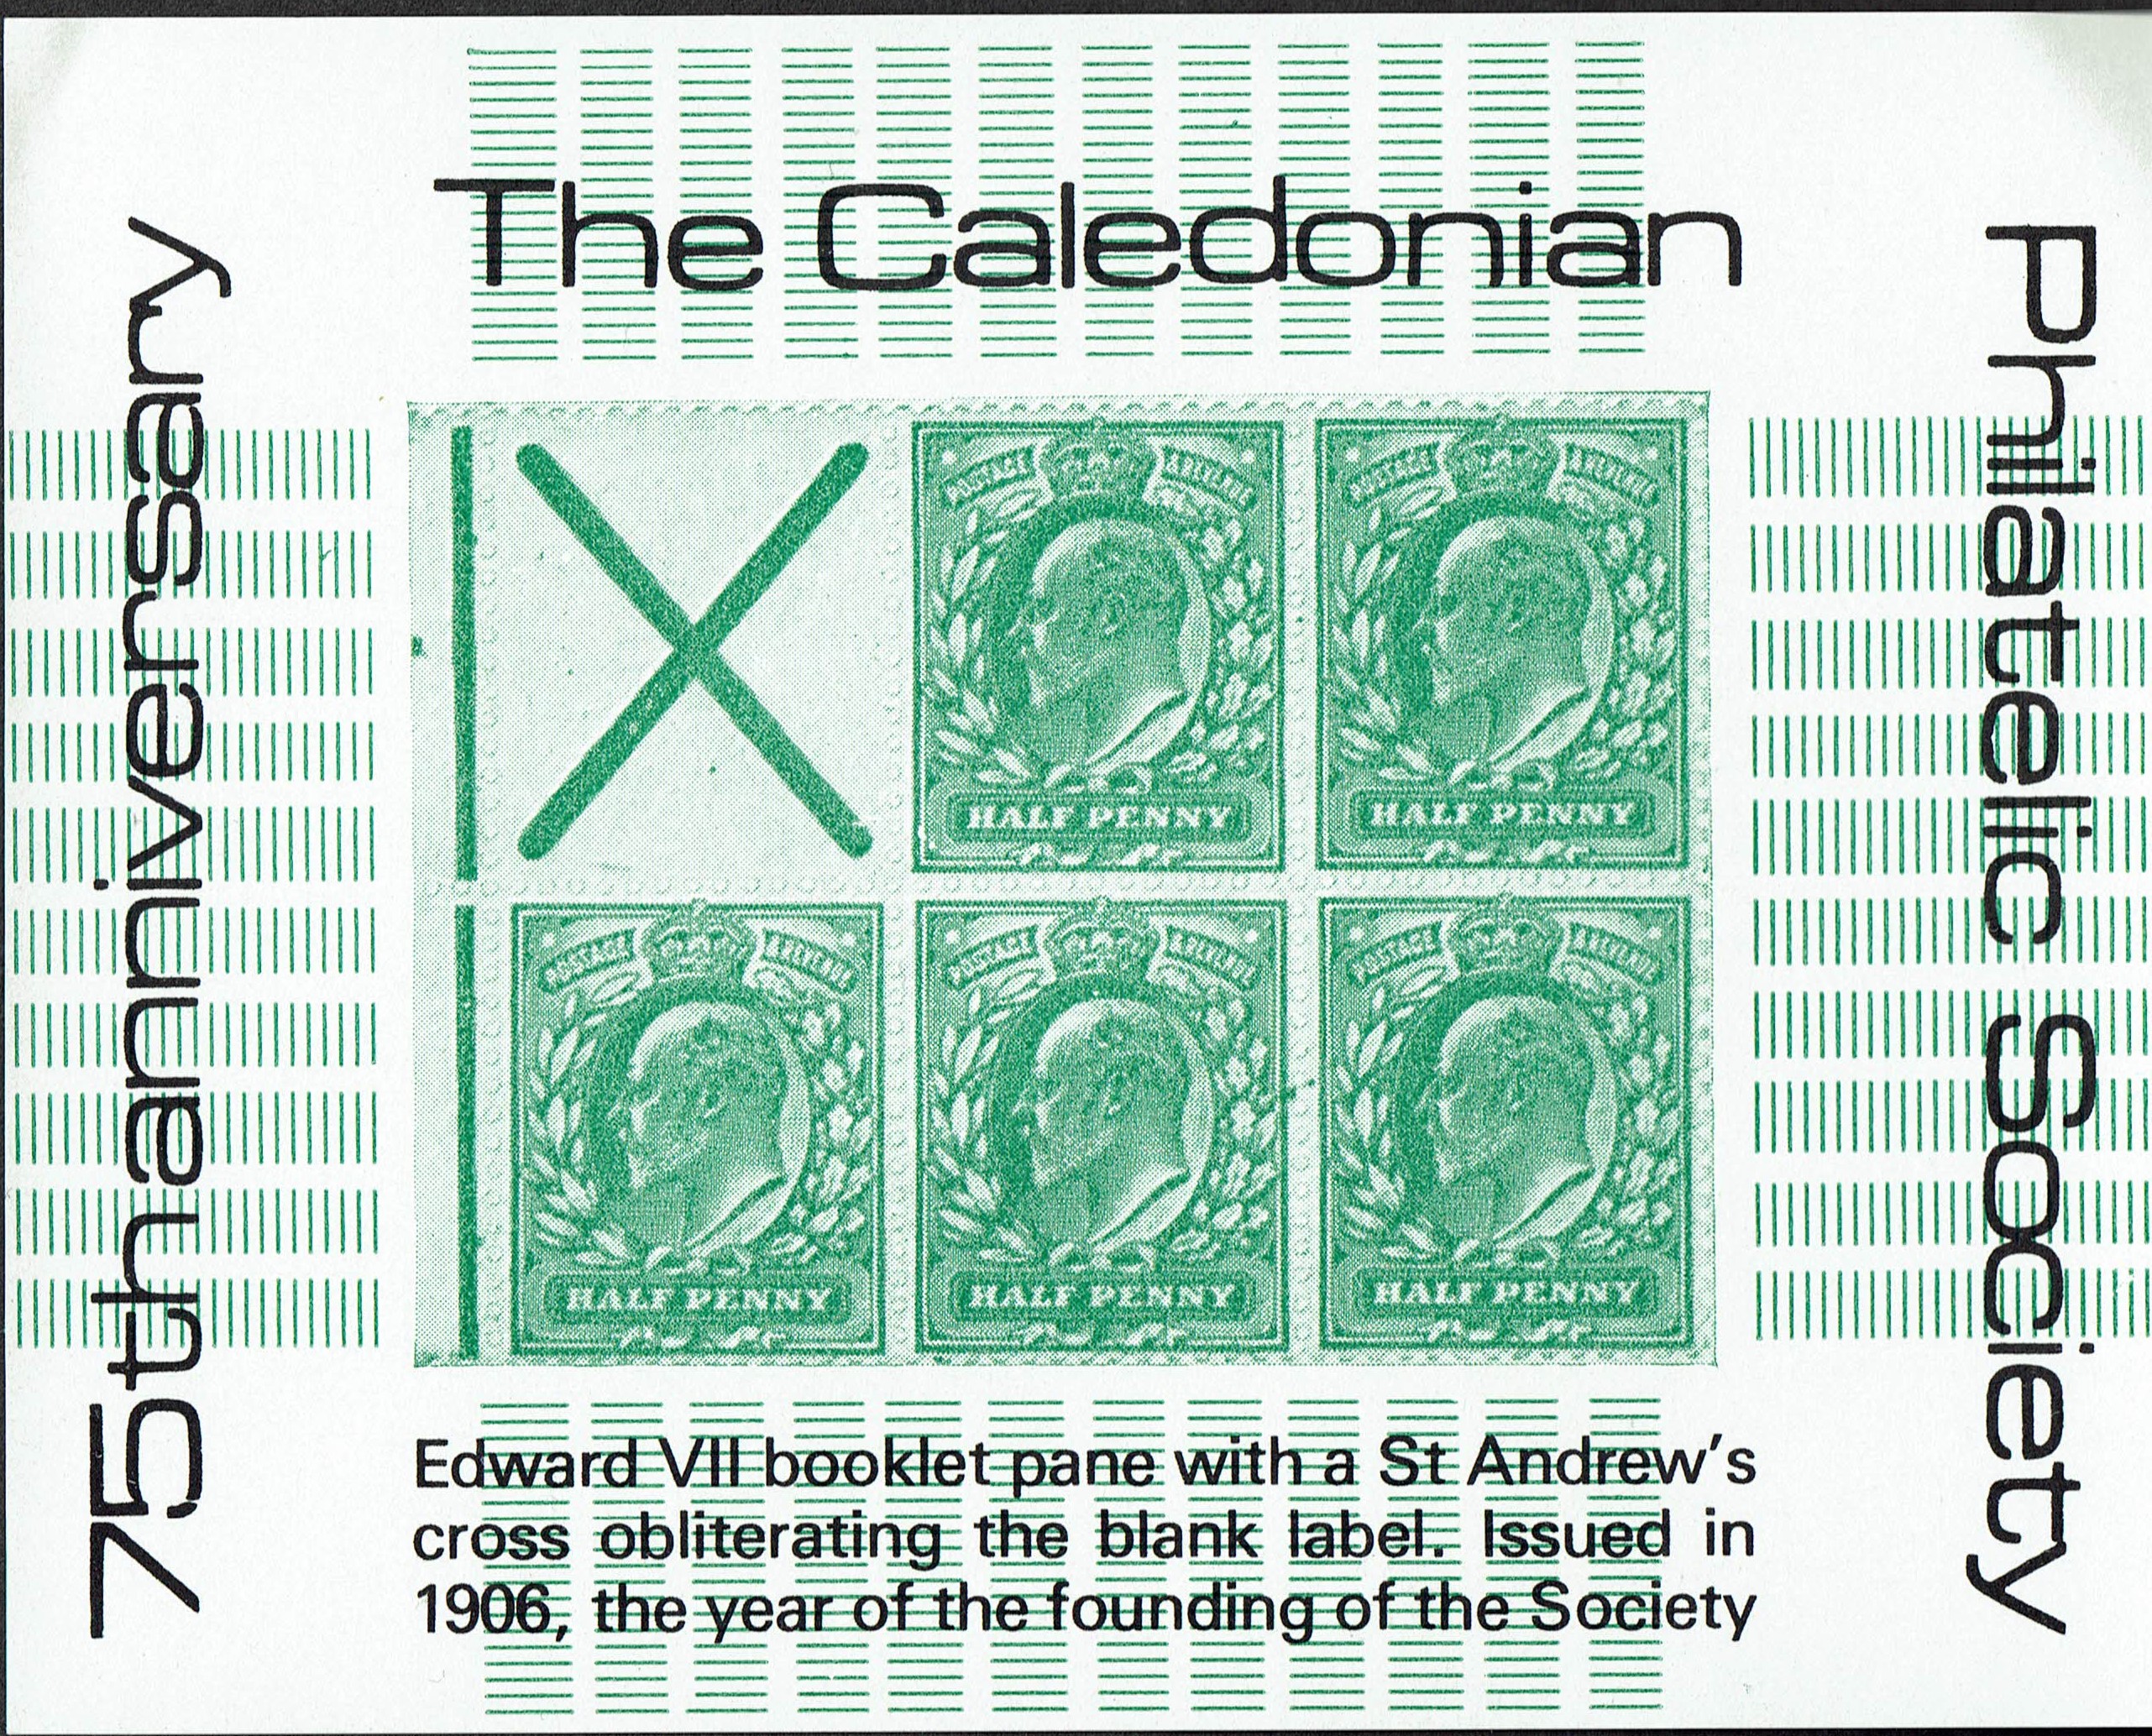 75th anniversary
The Caledonian
Philatelic Society
POSTAGE REVENUE
HALF PENNY
POSTAGE REVENUE
HALF PENNY
POSTAGE REVENUE
HALF PENNY
POSTAGE REVENUE
HALF PENNY
POSTAGE REVENUE
HALF PENNY
Edward VII booklet pane with a St Andrew's
cross obliterating the blank label. Issued in
1906, the year of the founding of the Society